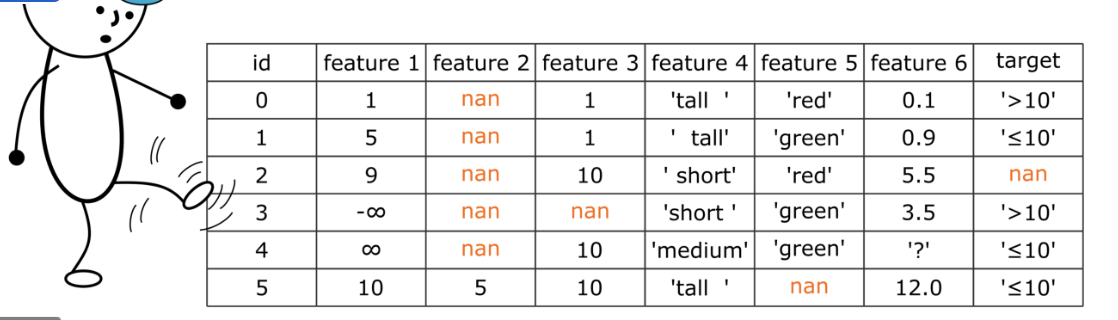 id feature 1 feature 2 feature 3 feature 4 feature 5 feature 6 target
0 1 nan 1 'tall  ' 'red' 0.1 '>10'
1 5 nan 1 '  tall' 'green' 0.9 '≤10'
2 9 nan 10 ' short' 'red' 5.5 nan
3 -∞ nan nan 'short ' 'green' 3.5 '>10'
4 ∞ nan 10 'medium' 'green' '?' '≤10'
5 10 5 10 'tall  ' nan 12.0 '≤10'